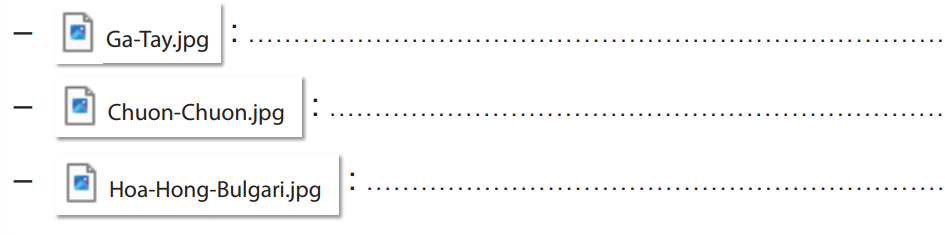 – Ga-Tay.jpg : ........................................................................................
– Chuon-Chuon.jpg : ..............................................................................
– Hoa-Hong-Bulgari.jpg : .........................................................................